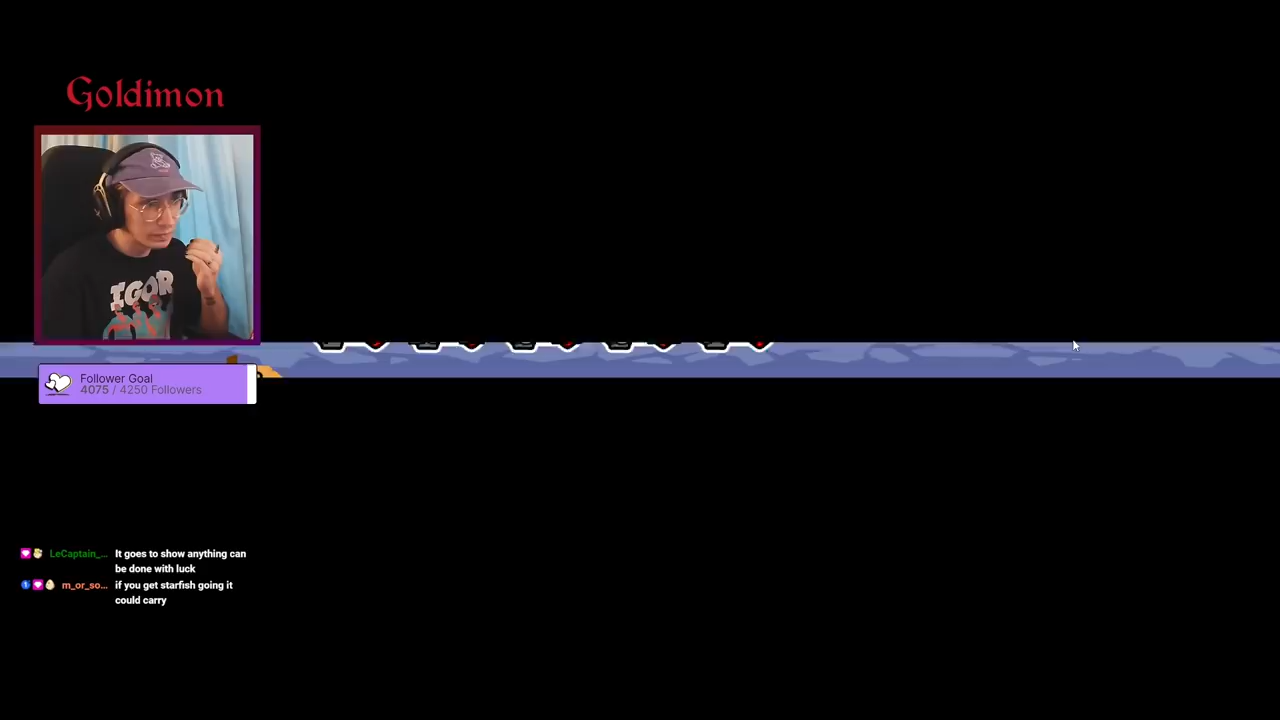 Goldimon
IGOR
Follower Goal
4075 / 4250 Followers
LeCaptain_... It goes to show anything can
be done with luck
m_or_so... if you get starfish going it
could carry